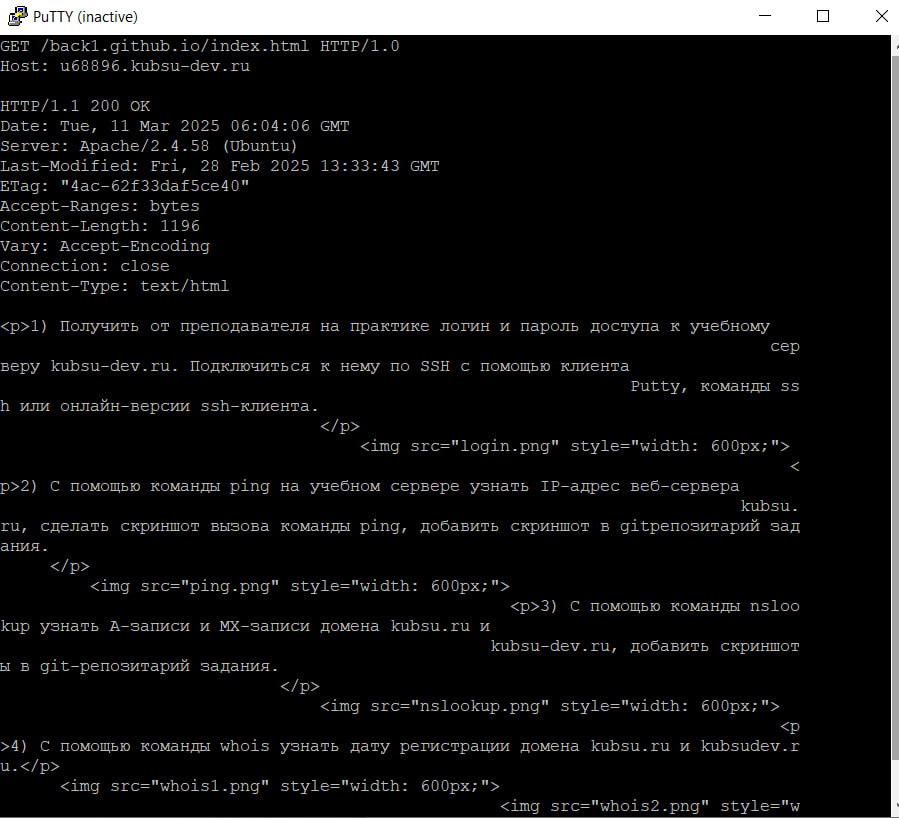 PuTTY (inactive)
GET /back1.github.io/index.html HTTP/1.0
Host: u68896.kubsu-dev.ru
HTTP/1.1 200 OK
Date: Tue, 11 Mar 2025 06:04:06 GMT
Server: Apache/2.4.58 (Ubuntu)
Last-Modified: Fri, 28 Feb 2025 13:33:43 GMT
ETag: "4ac-62f33daf5ce40"
Accept-Ranges: bytes
Content-Length: 1196
Vary: Accept-Encoding
Connection: close
Content-Type: text/html
<p>1) Получить от преподавателя на практике логин и пароль доступа к учебному
сер
веру kubsu-dev.ru. Подключиться к нему по SSH с помощью клиента
Putty, команды ss
h или онлайн-версии ssh-клиента.
</p>
<img src="login.png" style="width: 600px;">
<
p>2) С помощью команды ping на учебном сервере узнать IP-адрес веб-сервера
kubsu.
ru, сделать скриншот вызова команды ping, добавить скриншот в gitрепозитарий зад
ания.
</p>
<img src="ping.png" style="width: 600px;">
<p>3) С помощью команды nsloo
kup узнать А-записи и MX-записи домена kubsu.ru и
kubsu-dev.ru, добавить скриншот
ы в git-репозитарий задания.
</p>
<img src="nslookup.png" style="width: 600px;">
<p
>4) С помощью команды whois узнать дату регистрации домена kubsu.ru и kubsudev.r
u.</p>
<img src="whois1.png" style="width: 600px;">
<img src="whois2.png" style="w